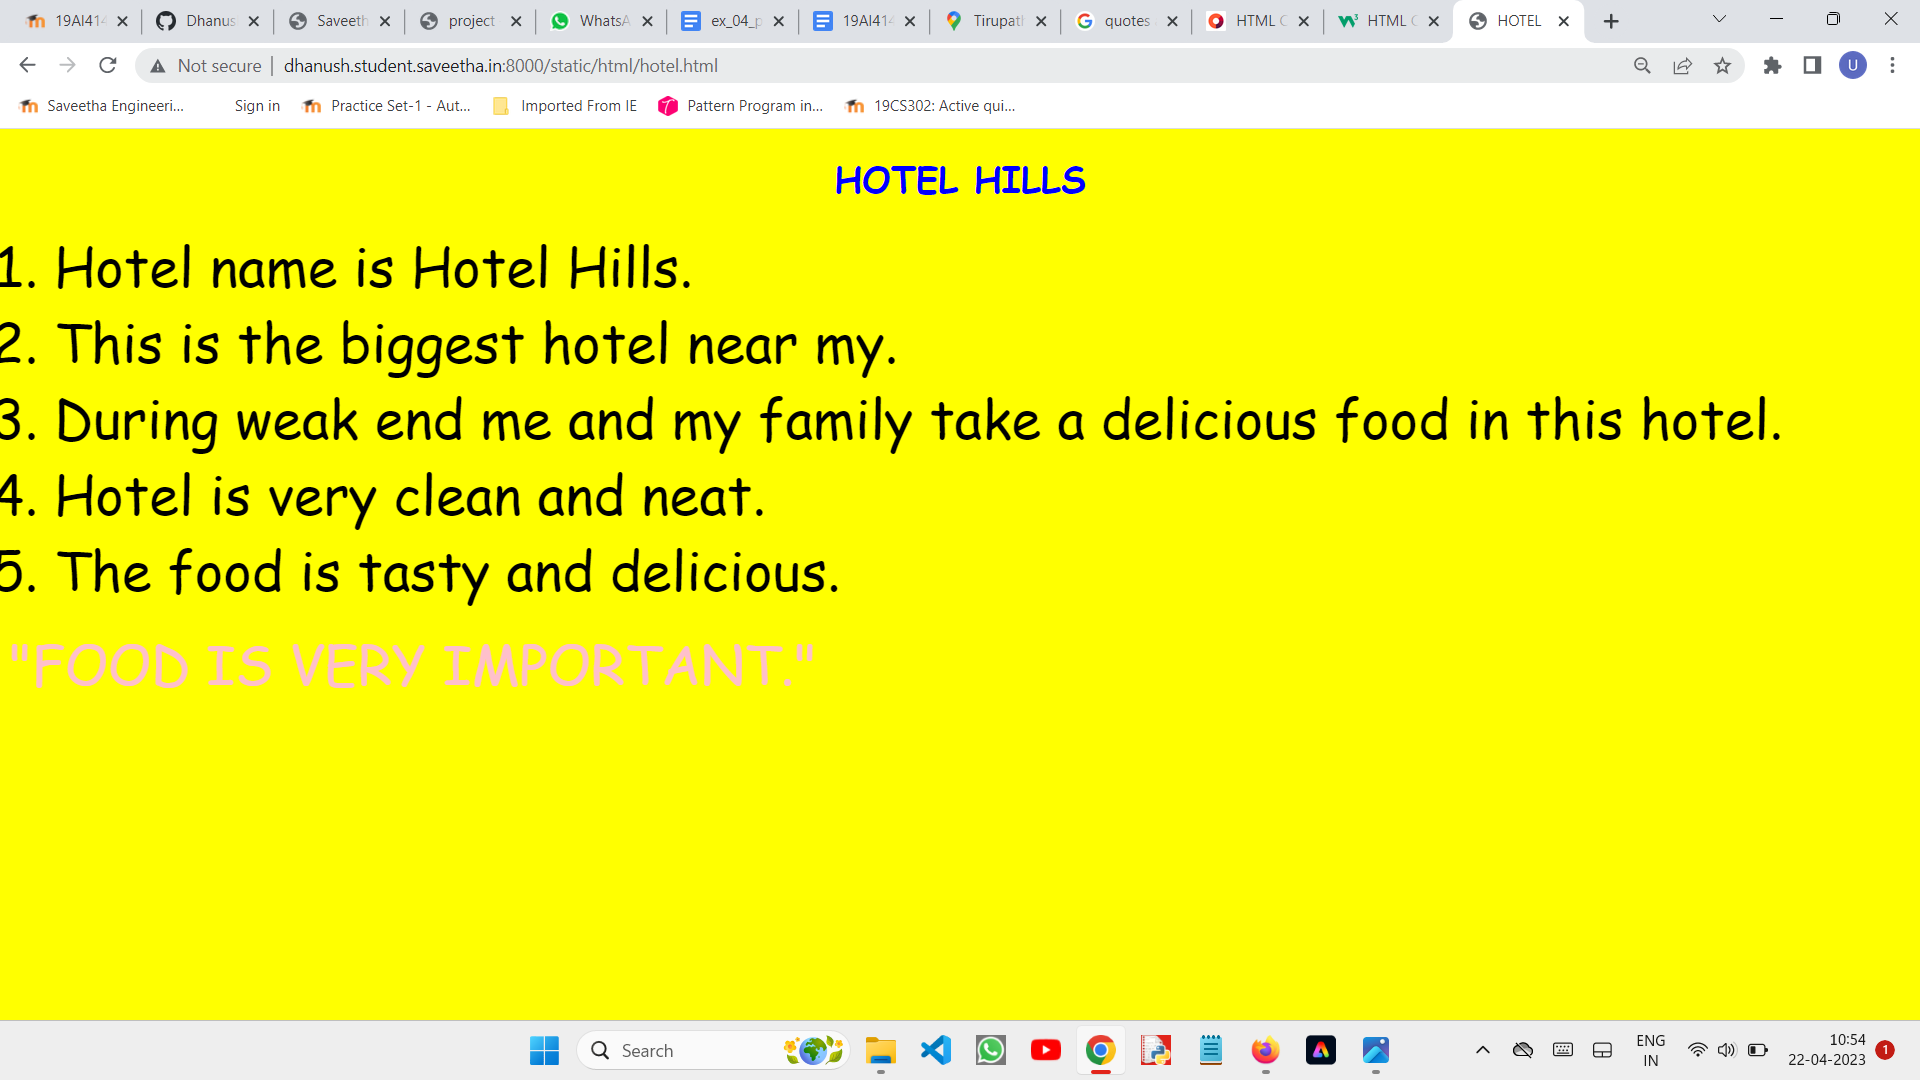 19AI414
Dhanus
Saveeth
project
WhatsA
ex_04_p
19AI414
Tirupath
quotes
HTML C
HTML C
HOTEL
Not secure
dhanush.student.saveetha.in:8000/static/html/hotel.html
U
Saveetha Engineeri...
Sign in
Practice Set-1 - Aut...
Imported From IE
Pattern Program in...
19CS302: Active qui...
HOTEL HILLS
1. Hotel name is Hotel Hills.
2. This is the biggest hotel near my.
3. During weak end me and my family take a delicious food in this hotel.
4. Hotel is very clean and neat.
5. The food is tasty and delicious.
"FOOD IS VERY IMPORTANT."
Search
ENG
IN
10:54
22-04-2023
1